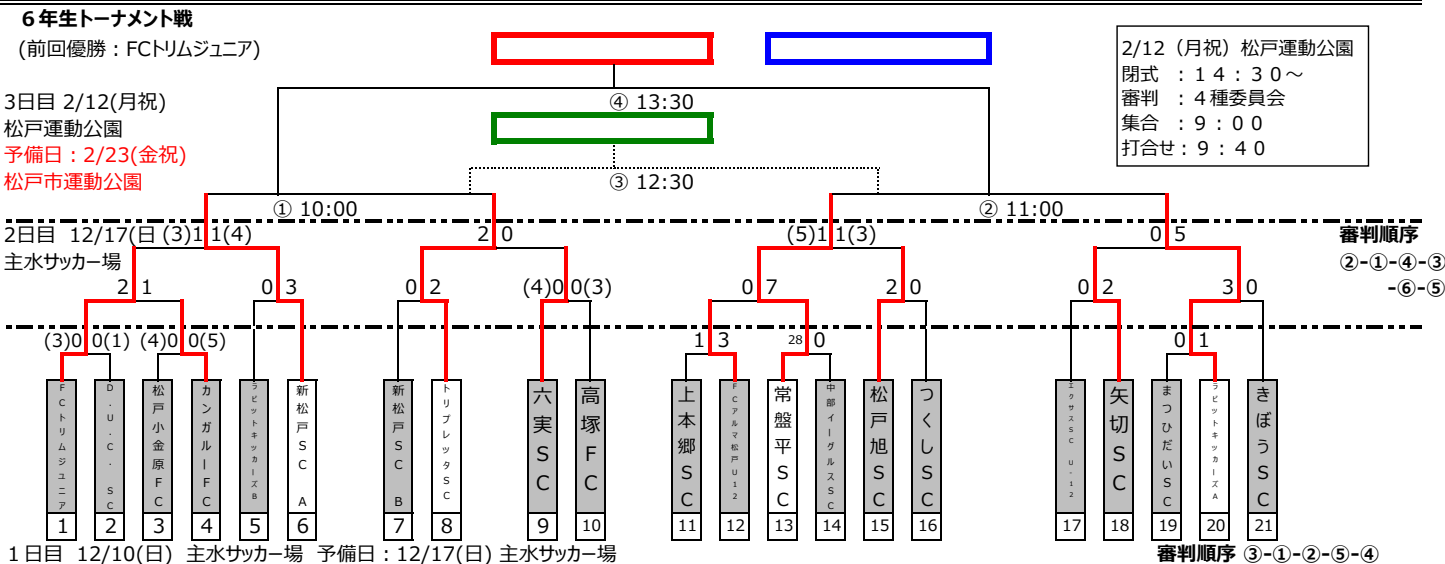 ６年生トーナメント戦
(前回優勝：FCトリムジュニア)
2/12（月祝）松戸運動公園
閉式　：１４：３０～
審判　：４種委員会
集合　：９：００
打合せ：９：４０
3日目 2/12(月祝)
松戸運動公園
予備日：2/23(金祝)
松戸市運動公園
④ 13:30
③ 12:30
① 10:00
② 11:00
2日目 12/17(日
主水サッカー場
(3)1 1(4)
2 0
(5)1 1(3)
0 5
審判順序
②-①-④-③
-⑥-⑤
2 1
0 3
0 2
(4)0 0(3)
0 7
2 0
0 2
3 0
(3)0 0(1)
(4)0 0(5)
1 3
28 0
0 1
ＦＣトリムジュニア
Ｄ．Ｕ．Ｃ．ＳＣ
松戸小金原ＦＣ
カンガルーＦＣ
ラビットキッカーズＢ
新松戸ＳＣ　Ａ
新松戸ＳＣ　Ｂ
トリプレッタＳＣ
六実ＳＣ
高塚ＦＣ
上本郷ＳＣ
ＦＣアルマ松戸Ｕ１２
常盤平ＳＣ
中部イーグルスＳＣ
松戸旭ＳＣ
つくしＳＣ
エクサスSC　U-12
矢切ＳＣ
まつひだいＳＣ
ラビットキッカーズＡ
きぼうＳＣ
1 2 3 4 5 6 7 8 9 10 11 12 13 14 15 16 17 18 19 20 21
１日目 12/10(日) 主水サッカー場 予備日：12/17(日) 主水サッカー場
審判順序 ③-①-②-⑤-④